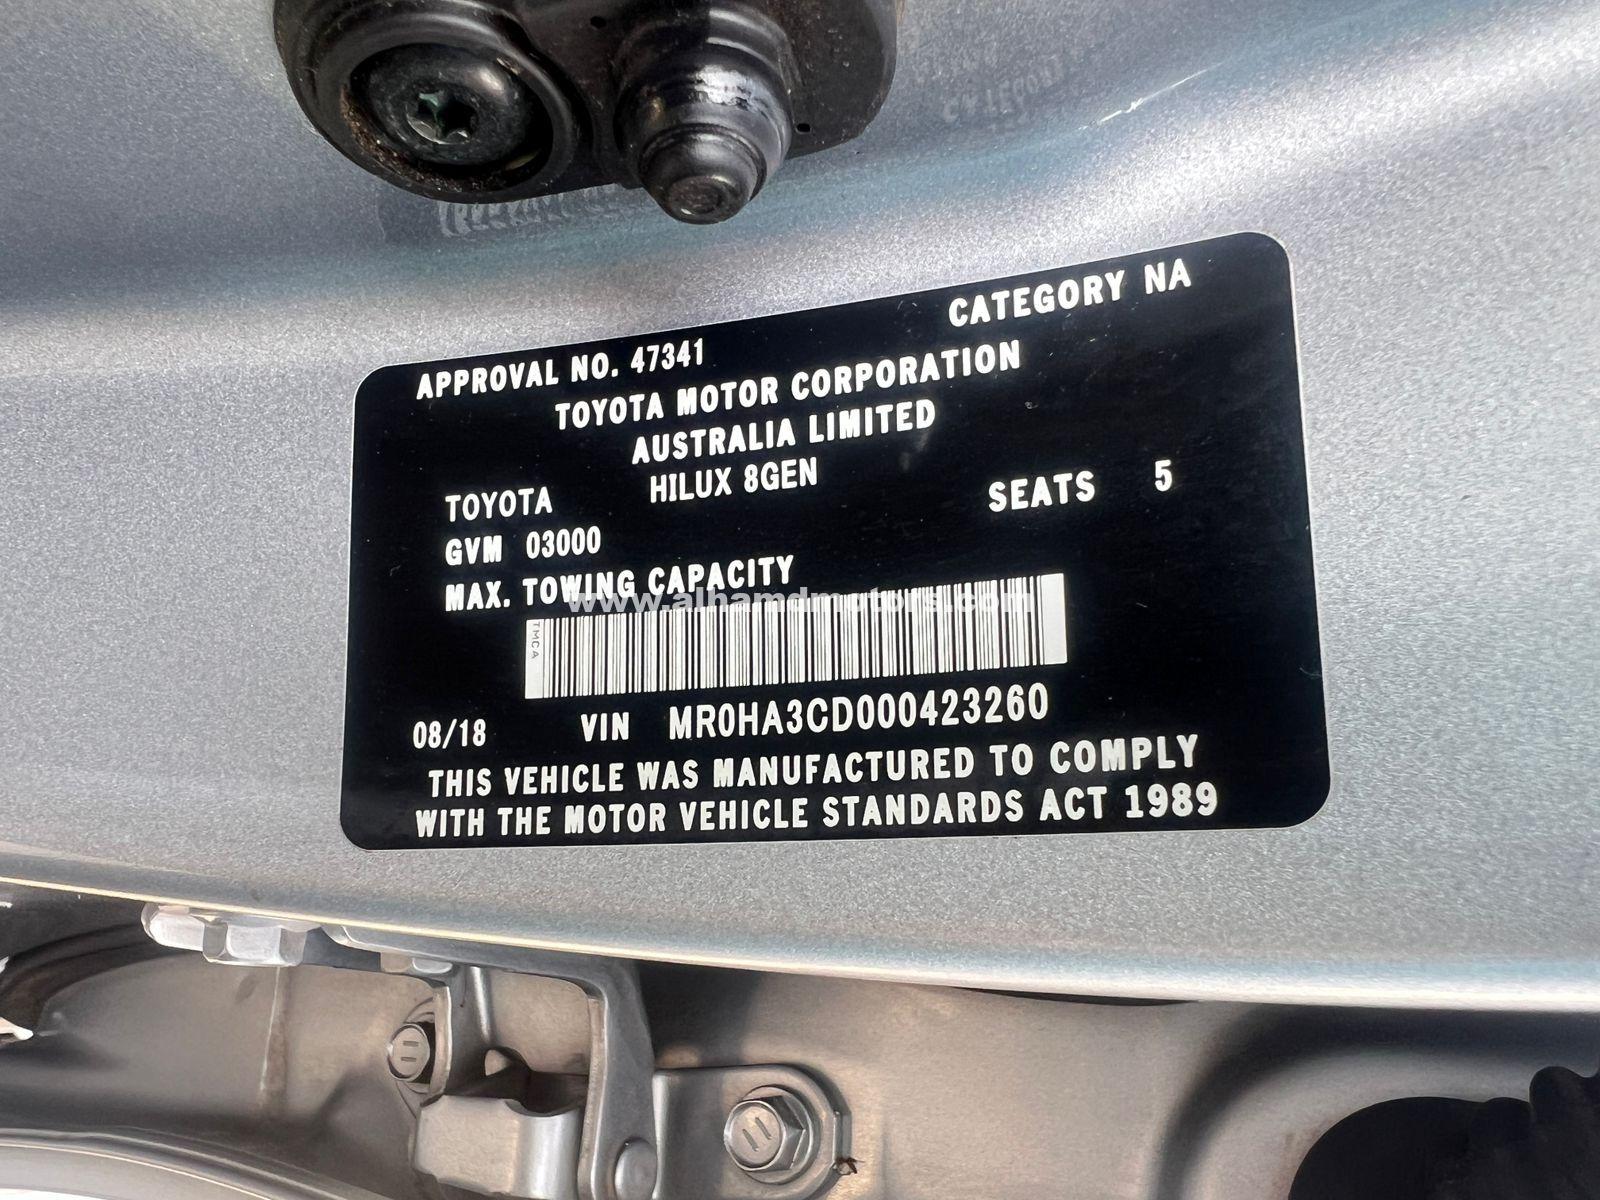 APPROVAL NO. 47341 CATEGORY NA
TOYOTA MOTOR CORPORATION
AUSTRALIA LIMITED
TOYOTA HILUX 8GEN SEATS 5
GVM 03000
MAX. TOWING CAPACITY
www.alhamdmotors.com
TMCA
08/18 VIN MR0HA3CD000423260
THIS VEHICLE WAS MANUFACTURED TO COMPLY
WITH THE MOTOR VEHICLE STANDARDS ACT 1989